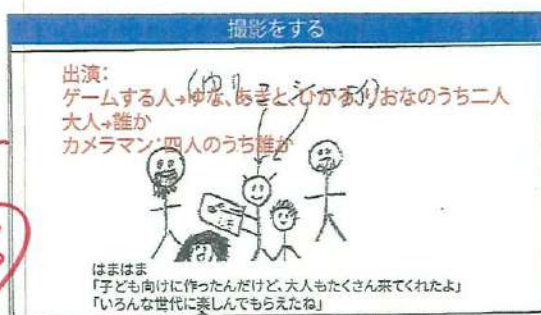 撮影をする
出演：
ゲームする人→ゆな、あきと、ひかる、りおなのうち二人
大人→誰か
カメラマン：四人のうち誰か
はまはま
「子ども向けに作ったんだけど、大人もたくさん来てくれたよ」
「いろんな世代に楽しんでもらえたね」